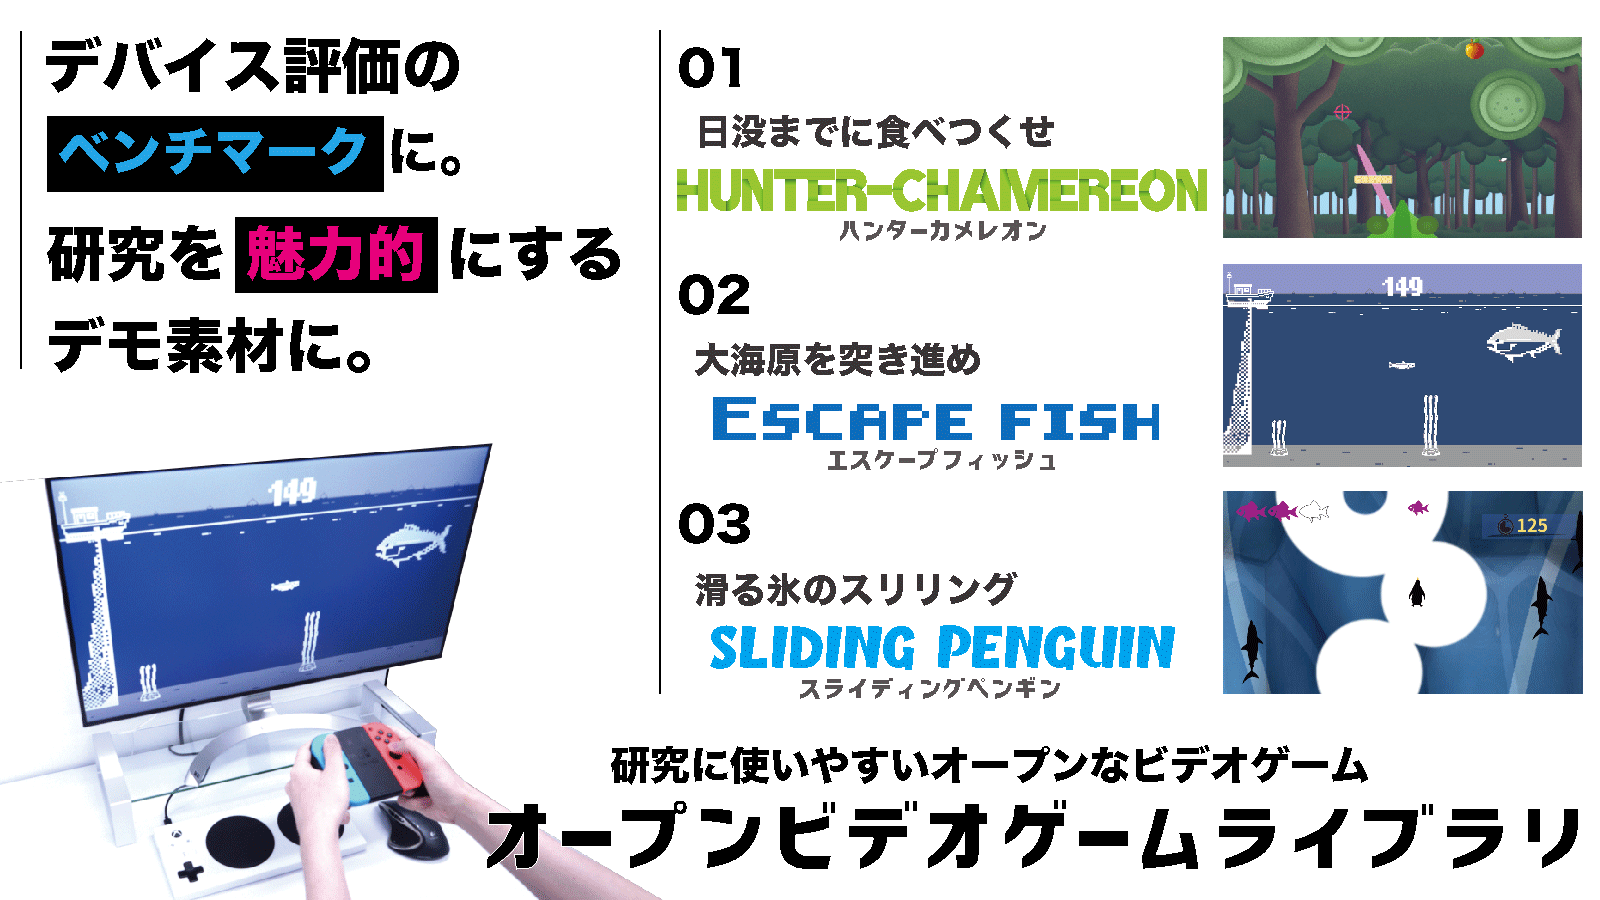 デバイス評価の
ベンチマークに。
研究を魅力的にする
デモ素材に。
149
01
日没までに食べつくせ
HUNTER-CHAMEREON
ハンターカメレオン
02
大海原を突き進め
ESCAPE FISH
エスケープフィッシュ
149
03
滑る氷のスリリング
SLIDING PENGUIN
スライディングペンギン
125
研究に使いやすいオープンなビデオゲーム
オープンビデオゲームライブラリ